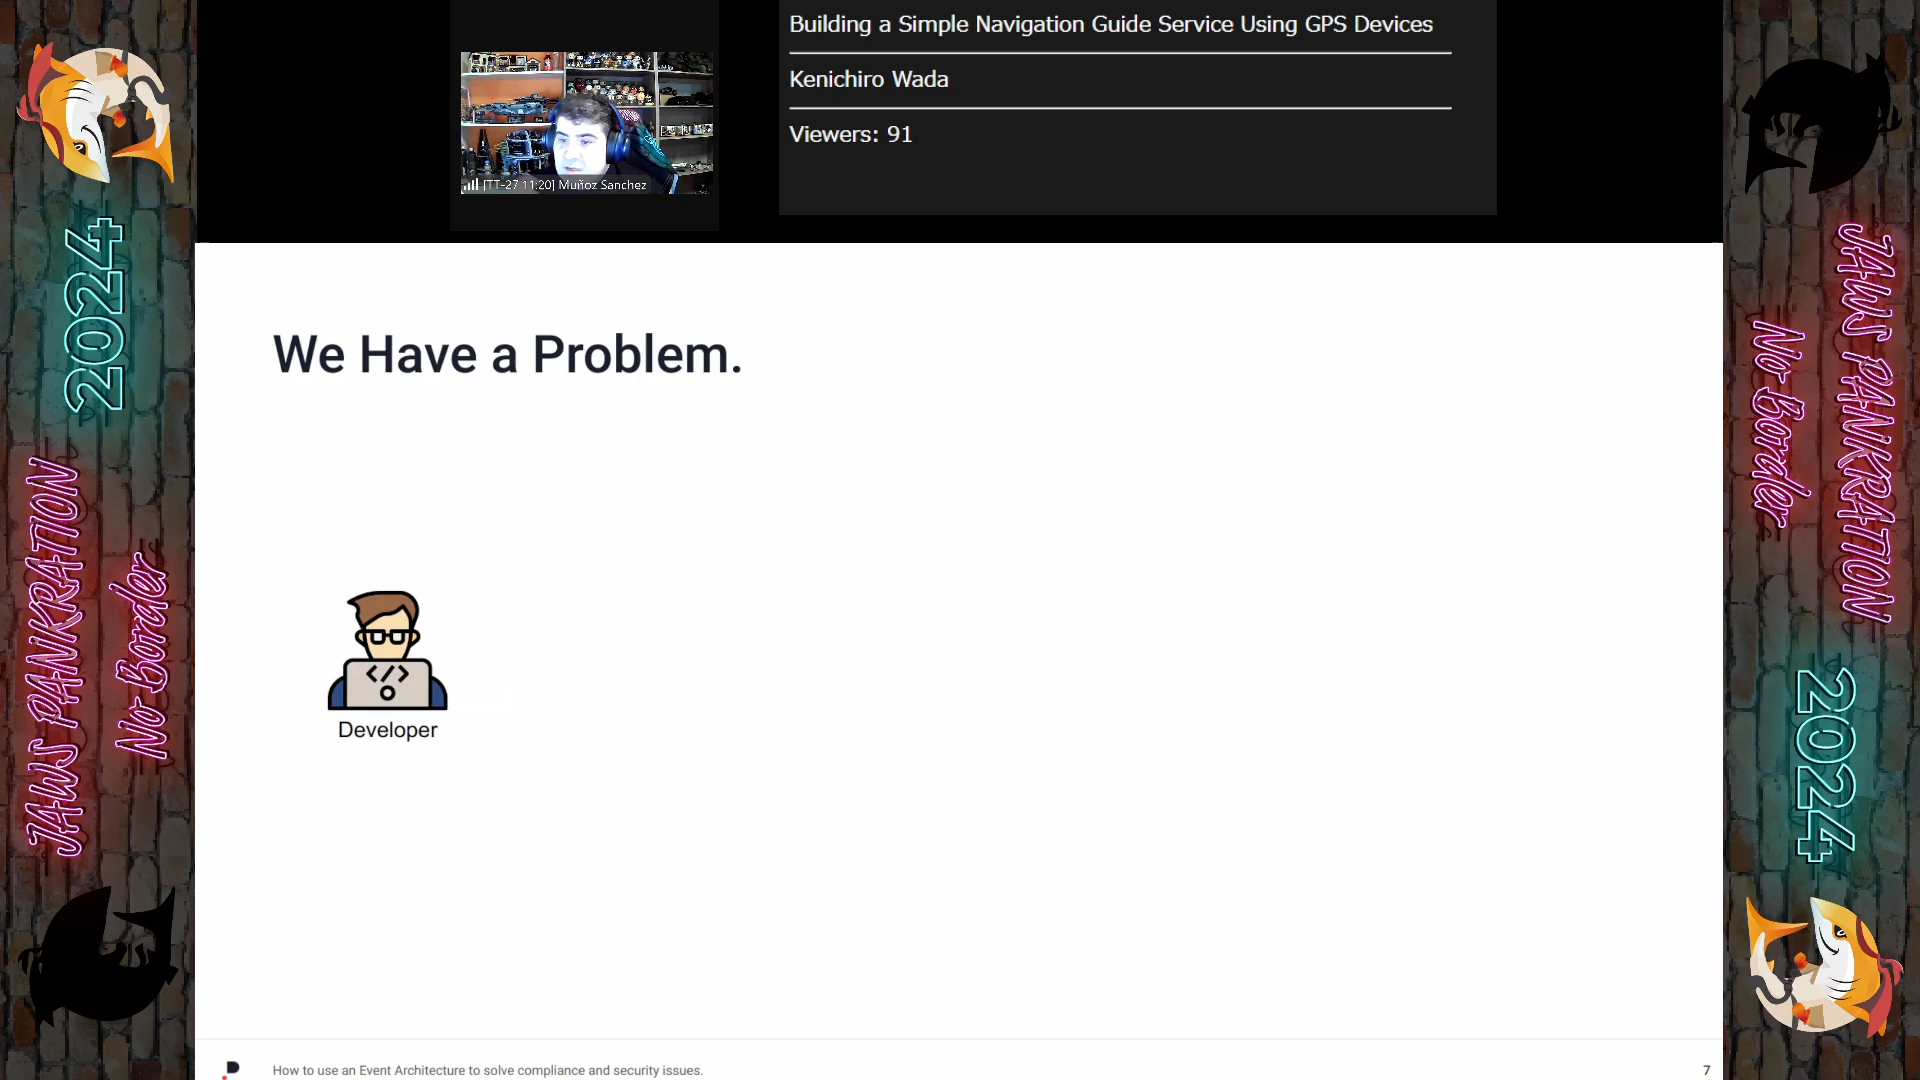 Building a Simple Navigation Guide Service Using GPS Devices
Kenichiro Wada
Viewers: 91
[TT-27 11:20] Muñoz Sanchez
2024
JAWS PANKRATION
No Border
JAWS PANKRATION
No Border
2024
We Have a Problem.
</>
Developer
How to use an Event Architecture to solve compliance and security issues.
7